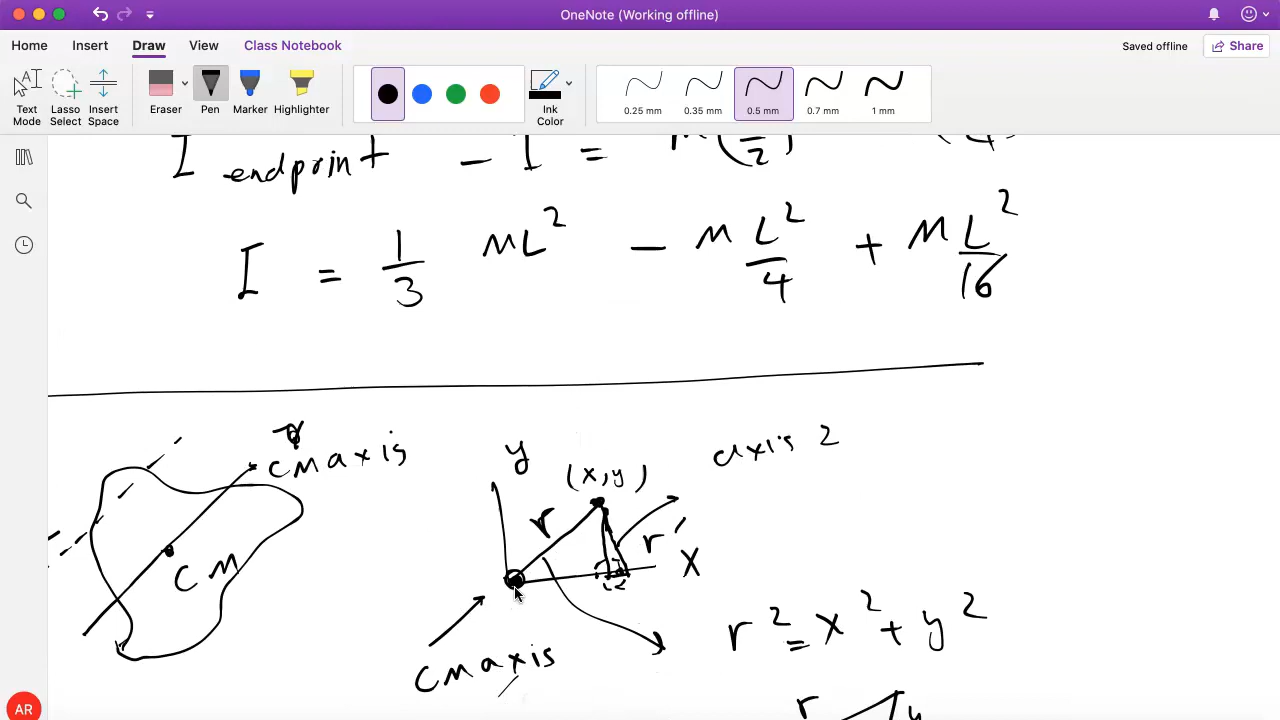 OneNote (Working offline)
Home Insert Draw View Class Notebook
Saved offline Share
Text Mode
Lasso Select
Insert Space
Eraser Pen Marker Highlighter
Ink Color
0.25 mm 0.35 mm 0.5 mm 0.7 mm 1 mm
I endprint - I =
I = 1/3 ML² - ML²/4 + ML²/16
CM axis
CM
y
(x,y)
axis 2
r
r'
X
CM axis
r² = x² + y²
r
y
AR